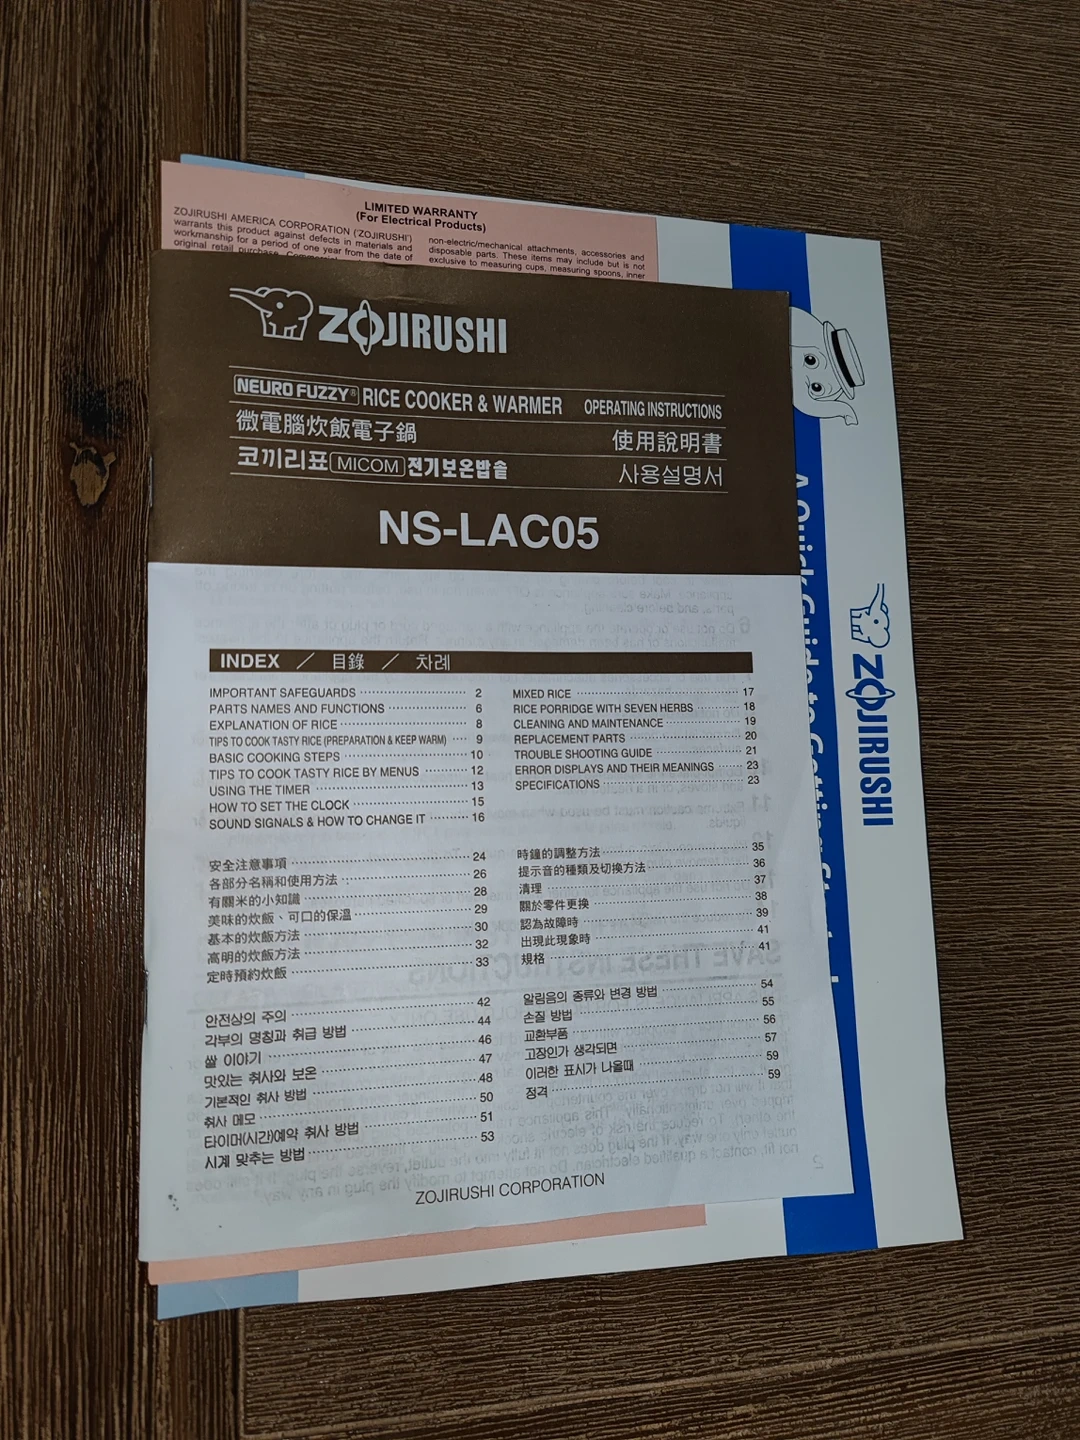 LIMITED WARRANTY
(For Electrical Products)
ZOJIRUSHI AMERICA CORPORATION ('ZOJIRUSHI')
warrants this product against defects in materials and
workmanship for a period of one year from the date of
original retail purchase.
non-electric/mechanical attachments, accessories and
disposable parts. These items may include but is not
exclusive to measuring cups, measuring spoons, inner
ZOJIRUSHI
NEURO FUZZY® RICE COOKER & WARMER OPERATING INSTRUCTIONS
微電腦炊飯電子鍋 使用說明書
코끼리표 MICOM 전기보온밥솥 사용설명서
NS-LAC05
INDEX / 目錄 / 차례
IMPORTANT SAFEGUARDS 2
PARTS NAMES AND FUNCTIONS 6
EXPLANATION OF RICE 8
TIPS TO COOK TASTY RICE (PREPARATION & KEEP WARM) 9
BASIC COOKING STEPS 10
TIPS TO COOK TASTY RICE BY MENUS 12
USING THE TIMER 13
HOW TO SET THE CLOCK 15
SOUND SIGNALS & HOW TO CHANGE IT 16
MIXED RICE 17
RICE PORRIDGE WITH SEVEN HERBS 18
CLEANING AND MAINTENANCE 19
REPLACEMENT PARTS 20
TROUBLE SHOOTING GUIDE 21
ERROR DISPLAYS AND THEIR MEANINGS 23
SPECIFICATIONS 23
安全注意事項 24
各部分名稱和使用方法 26
有關米的小知識 28
美味的炊飯、可口的保溫 29
基本的炊飯方法 30
高明的炊飯方法 32
定時預約炊飯 33
時鐘的調整方法 35
提示音的種類及切換方法 36
清理 37
關於零件更換 38
認為故障時 39
出現此現象時 41
規格 41
안전상의 주의 42
각부의 명칭과 취급 방법 44
쌀 이야기 46
맛있는 취사와 보온 47
기본적인 취사 방법 48
취사 메모 50
타이머(시간)예약 취사 방법 51
시계 맞추는 방법 53
알림음의 종류와 변경 방법 54
손질 방법 55
교환부품 56
고장인가 생각되면 57
이러한 표시가 나올때 59
정격 59
ZOJIRUSHI CORPORATION
A Quick Guide to Getting
ZOJIRUSHI